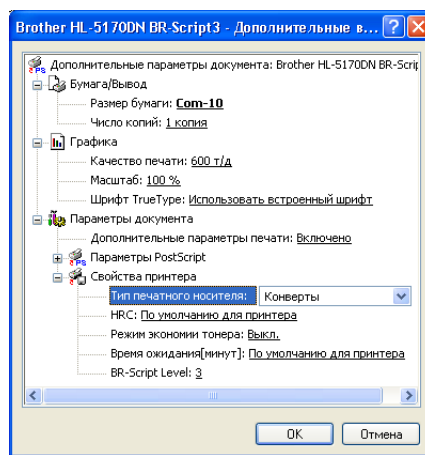 Brother HL-5170DN BR-Script3 - Дополнительные в...
Дополнительные параметры документа: Brother HL-5170DN BR-Scrip
Бумага/Вывод
Размер бумаги: Com-10
Число копий: 1 копия
Графика
Качество печати: 600 т/д
Масштаб: 100 %
Шрифт TrueType: Использовать встроенный шрифт
Параметры документа
Дополнительные параметры печати: Включено
Параметры PostScript
Свойства принтера
Тип печатного носителя: Конверты
HRC: По умолчанию для принтера
Режим экономии тонера: Выкл.
Время ожидания[минут]: По умолчанию для принтера
BR-Script Level: 3
OK Отмена